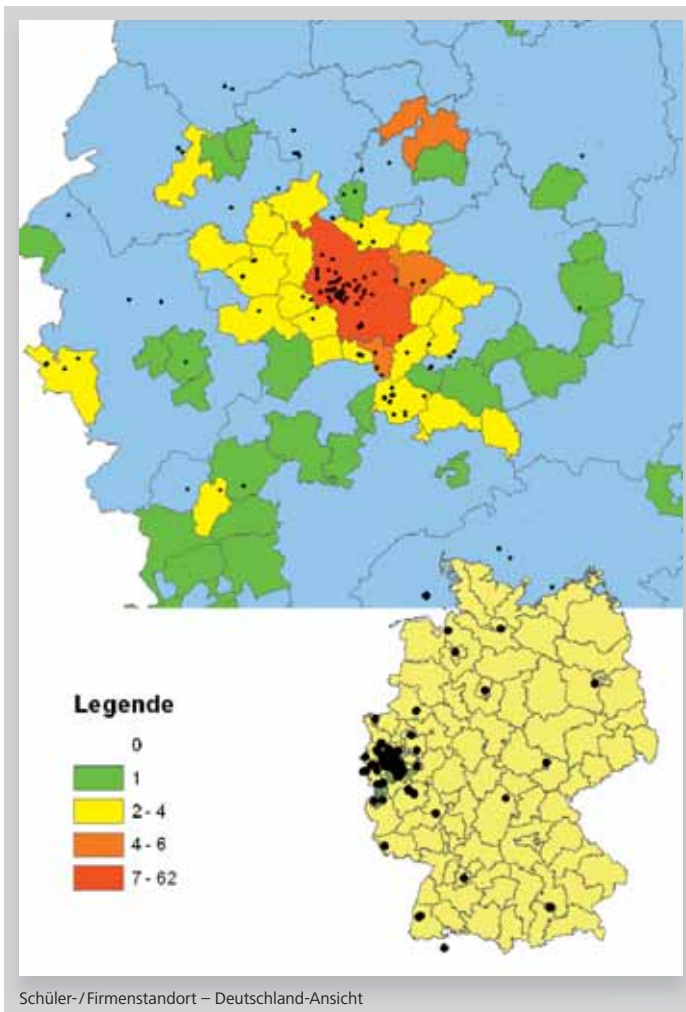 Legende
0
1
2 - 4
4 - 6
7 - 62
Schüler-/Firmenstandort – Deutschland-Ansicht